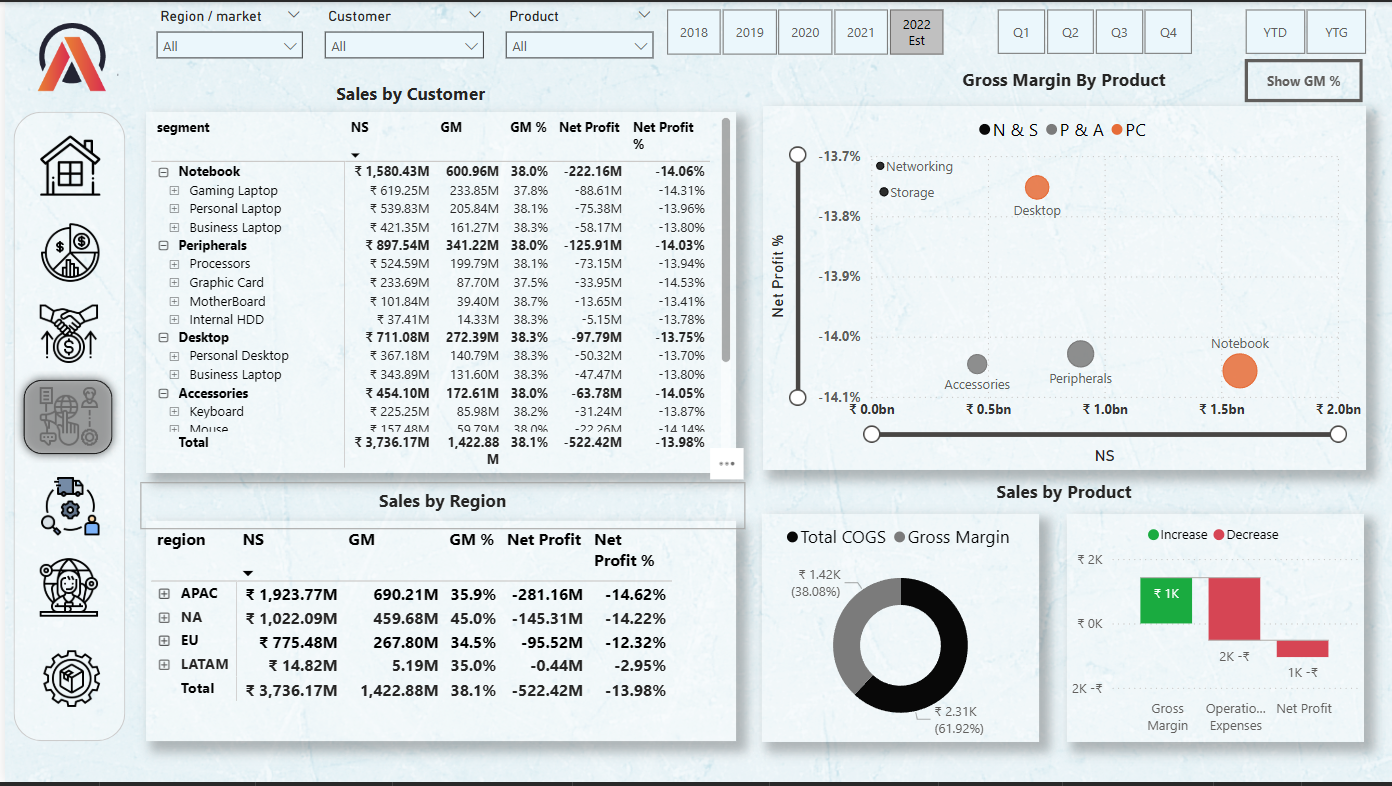 Region / market
Customer
Product
All
All
All
2018
2019
2020
2021
2022
Est
Q1
Q2
Q3
Q4
YTD
YTG
Show GM %
Sales by Customer
segment NS GM GM % Net Profit Net Profit
%
Notebook ₹ 1,580.43M 600.96M 38.0% -222.16M -14.06%
Gaming Laptop ₹ 619.25M 233.85M 37.8% -88.61M -14.31%
Personal Laptop ₹ 539.83M 205.84M 38.1% -75.38M -13.96%
Business Laptop ₹ 421.35M 161.27M 38.3% -58.17M -13.80%
Peripherals ₹ 897.54M 341.22M 38.0% -125.91M -14.03%
Processors ₹ 524.59M 199.79M 38.1% -73.15M -13.94%
Graphic Card ₹ 233.69M 87.70M 37.5% -33.95M -14.53%
MotherBoard ₹ 101.84M 39.40M 38.7% -13.65M -13.41%
Internal HDD ₹ 37.41M 14.33M 38.3% -5.15M -13.78%
Desktop ₹ 711.08M 272.39M 38.3% -97.79M -13.75%
Personal Desktop ₹ 367.18M 140.79M 38.3% -50.32M -13.70%
Business Laptop ₹ 343.89M 131.60M 38.3% -47.47M -13.80%
Accessories ₹ 454.10M 172.61M 38.0% -63.78M -14.05%
Keyboard ₹ 225.25M 85.98M 38.2% -31.24M -13.87%
Mouse ₹ 157.48M 59.79M 38.0% -22.26M -14.14%
Total ₹ 3,736.17M 1,422.88 38.1% -522.42M -13.98%
M
Gross Margin By Product
N & S P & A PC
Net Profit %
-13.7%
-13.8%
-13.9%
-14.0%
-14.1%
Networking
Storage
Desktop
Notebook
Accessories
Peripherals
₹ 0.0bn ₹ 0.5bn ₹ 1.0bn ₹ 1.5bn ₹ 2.0bn
NS
Sales by Region
region NS GM GM % Net Profit Net
Profit %
APAC ₹ 1,923.77M 690.21M 35.9% -281.16M -14.62%
NA ₹ 1,022.09M 459.68M 45.0% -145.31M -14.22%
EU ₹ 775.48M 267.80M 34.5% -95.52M -12.32%
LATAM ₹ 14.82M 5.19M 35.0% -0.44M -2.95%
Total ₹ 3,736.17M 1,422.88M 38.1% -522.42M -13.98%
Sales by Product
Total COGS Gross Margin
₹ 1.42K
(38.08%)
₹ 2.31K
(61.92%)
Increase Decrease
₹ 2K
₹ 0K
2K -₹
₹ 1K
2K -₹
1K -₹
Gross
Margin
Operatio...
Expenses
Net Profit